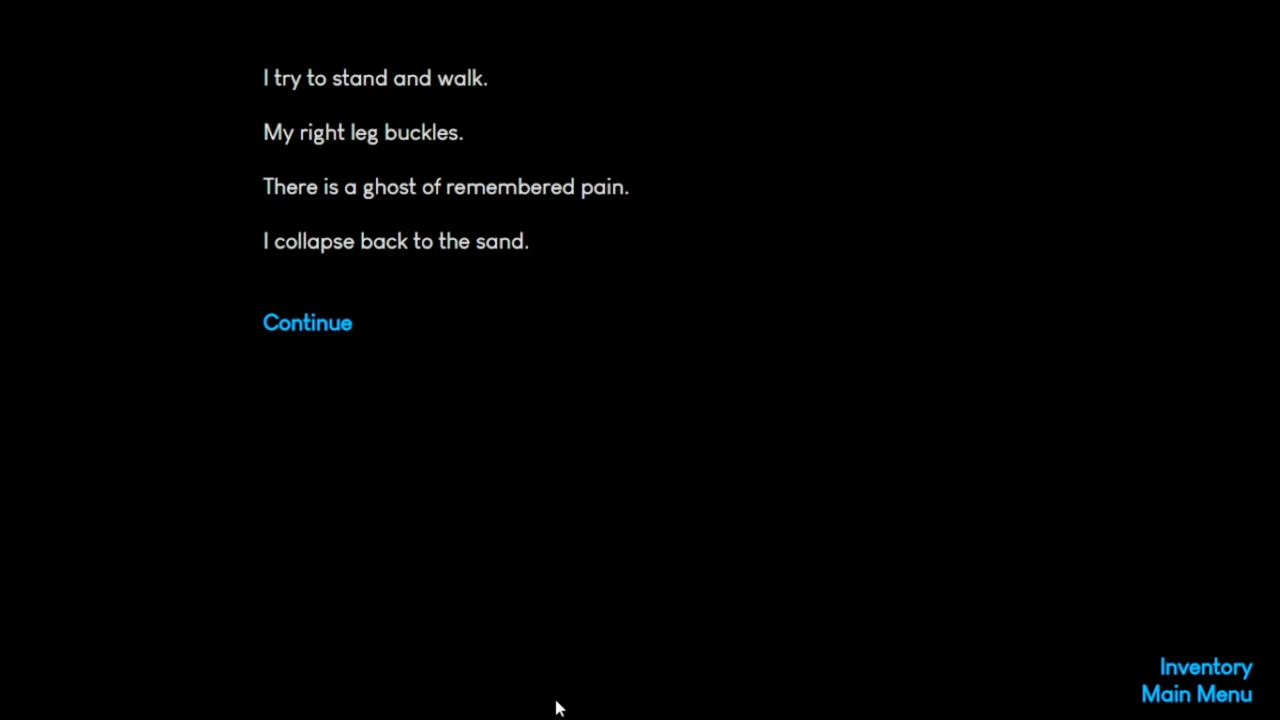 I try to stand and walk.
My right leg buckles.
There is a ghost of remembered pain.
I collapse back to the sand.
Continue
Inventory
Main Menu